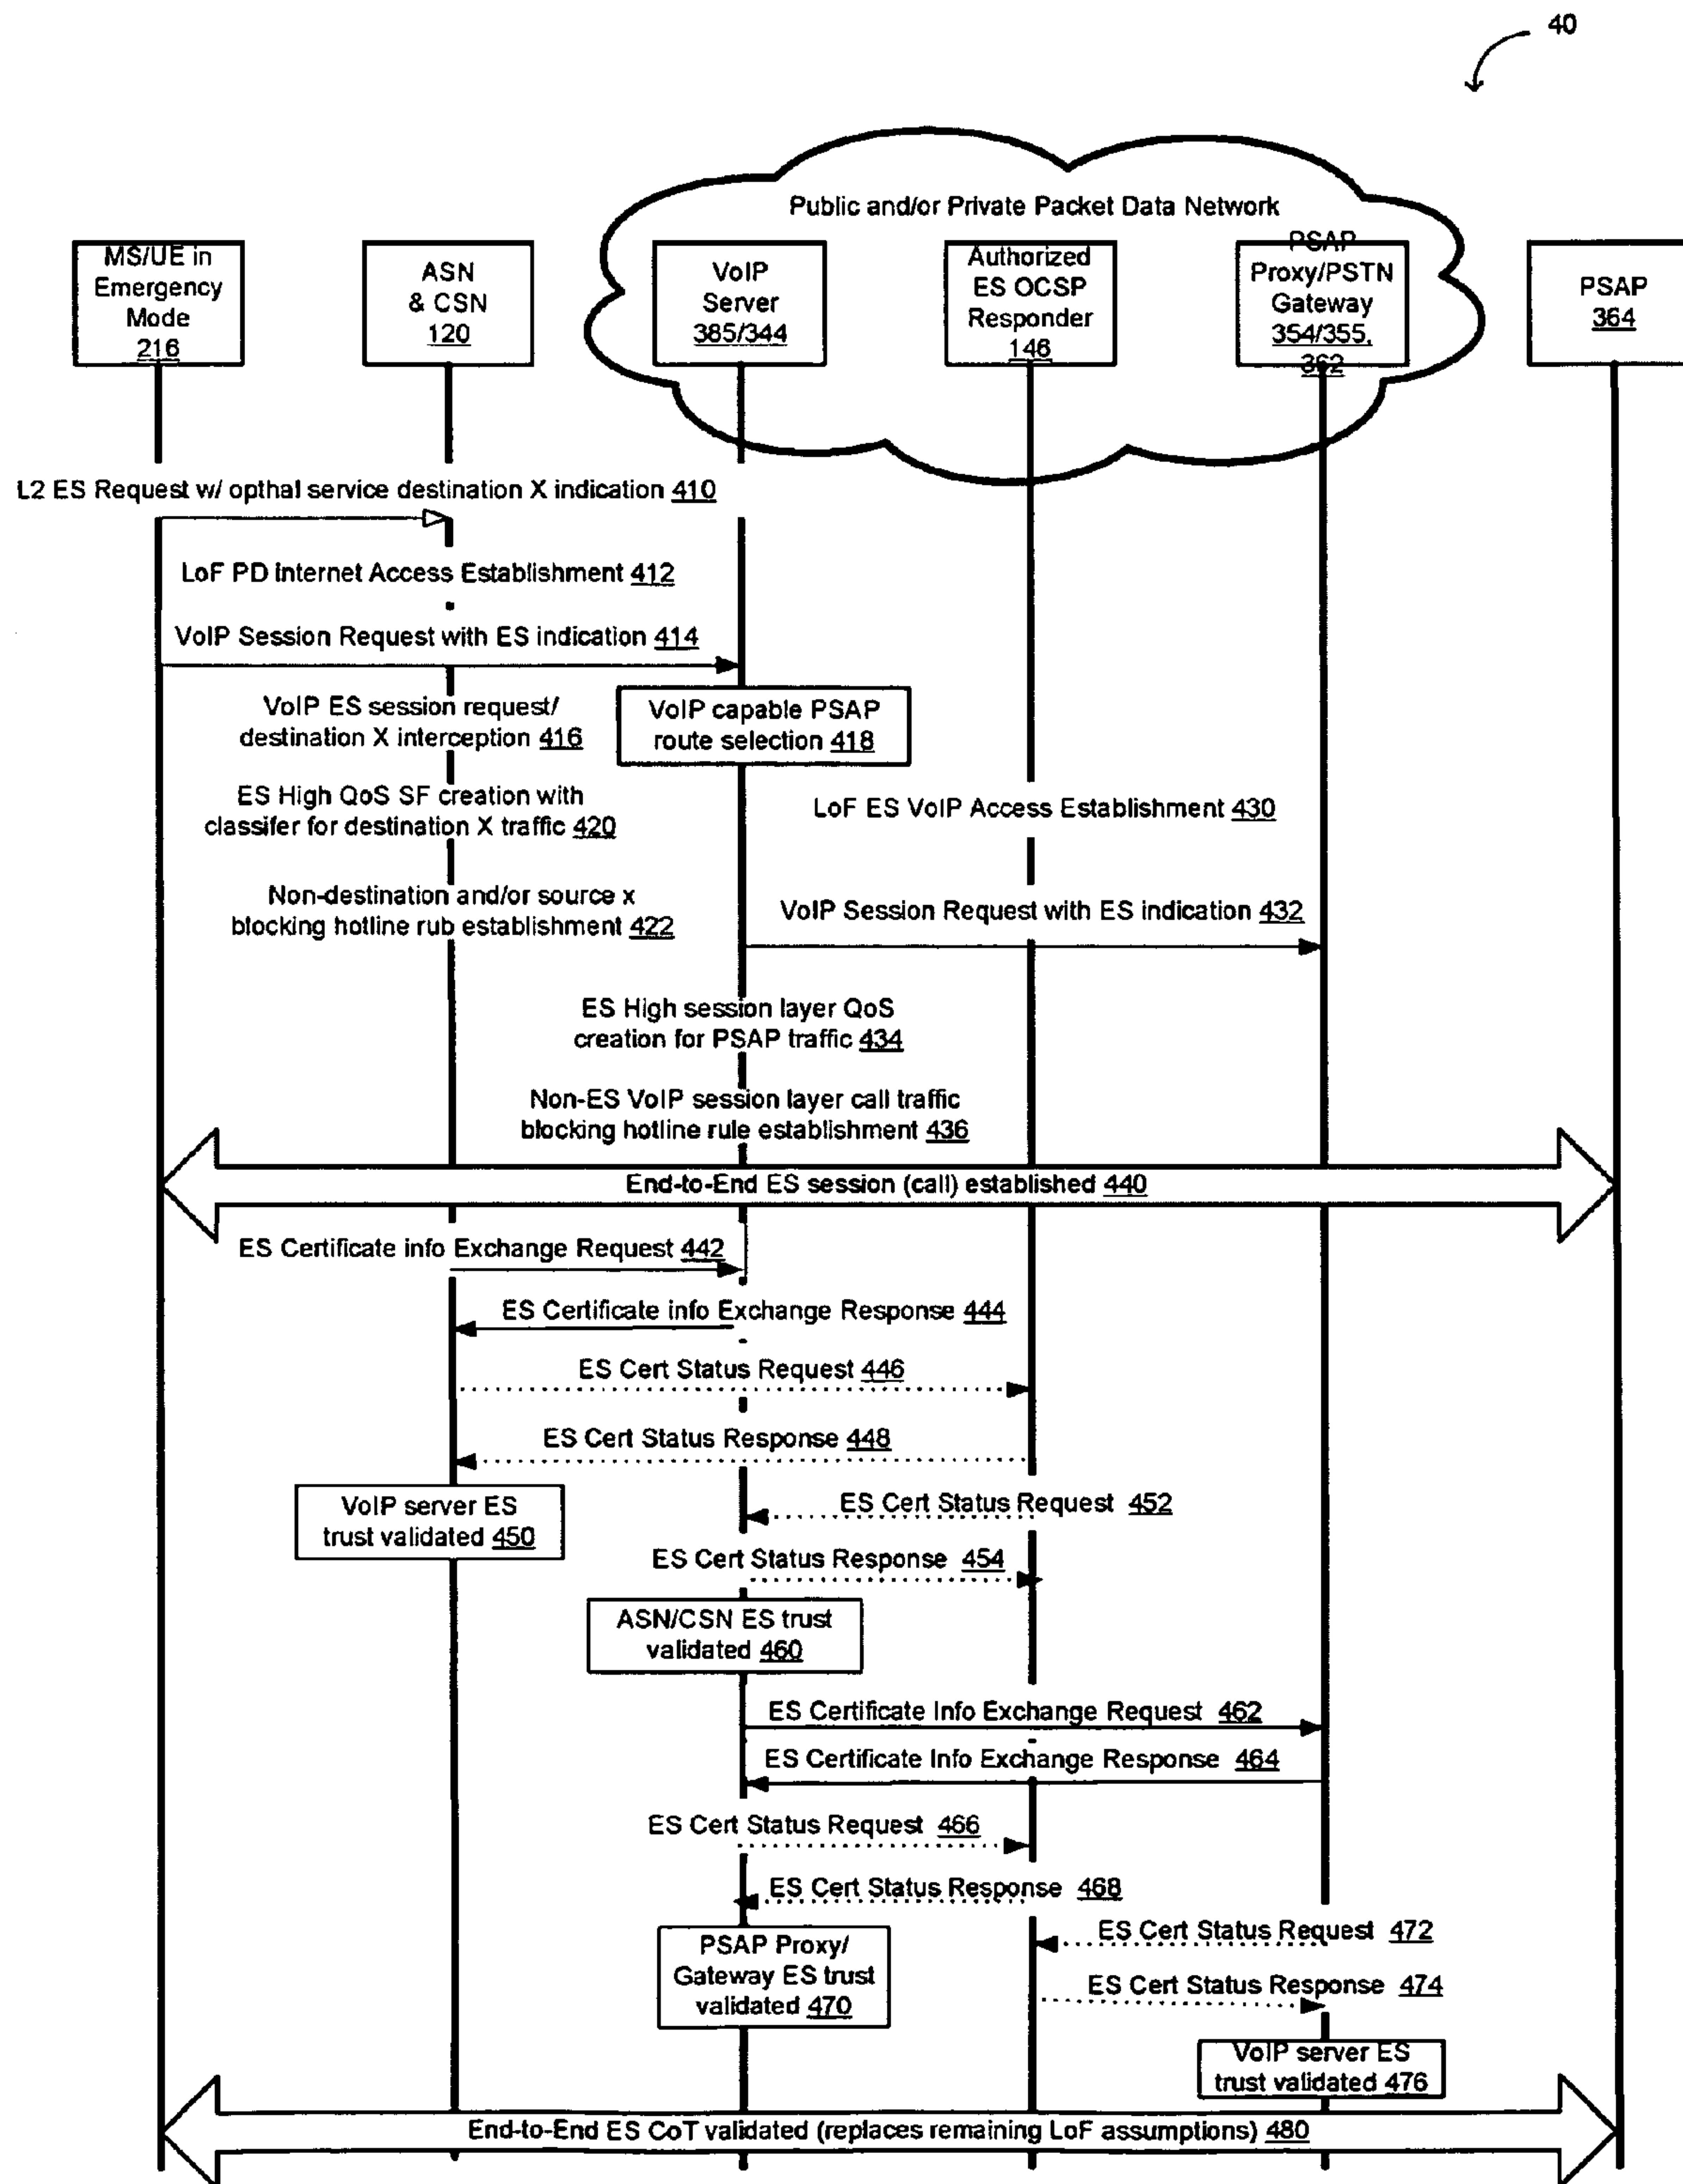 40
Public and/or Private Packet Data Network
MS/UE in
Emergency
Mode
216
ASN
& CSN
120
VoIP
Server
385/344
Authorized
ES OCSP
Responder
146
PSAP
Proxy/PSTN
Gateway
354/355,
362
PSAP
364
L2 ES Request w/ opthal service destination X indication 410
LoF PD Internet Access Establishment 412
VoIP Session Request with ES indication 414
VoIP ES session request/
destination X interception 416
VoIP capable PSAP
route selection 418
ES High QoS SF creation with
classifer for destination X traffic 420
LoF ES VoIP Access Establishment 430
Non-destination and/or source x
blocking hotline rub establishment 422
VoIP Session Request with ES indication 432
ES High session layer QoS
creation for PSAP traffic 434
Non-ES VoIP session layer call traffic
blocking hotline rule establishment 436
End-to-End ES session (call) established 440
ES Certificate info Exchange Request 442
ES Certificate info Exchange Response 444
ES Cert Status Request 446
ES Cert Status Response 448
VoIP server ES
trust validated 450
ES Cert Status Request 452
ES Cert Status Response 454
ASN/CSN ES trust
validated 460
ES Certificate Info Exchange Request 462
ES Certificate Info Exchange Response 464
ES Cert Status Request 466
ES Cert Status Response 468
PSAP Proxy/
Gateway ES trust
validated 470
ES Cert Status Request 472
ES Cert Status Response 474
VoIP server ES
trust validated 476
End-to-End ES CoT validated (replaces remaining LoF assumptions) 480